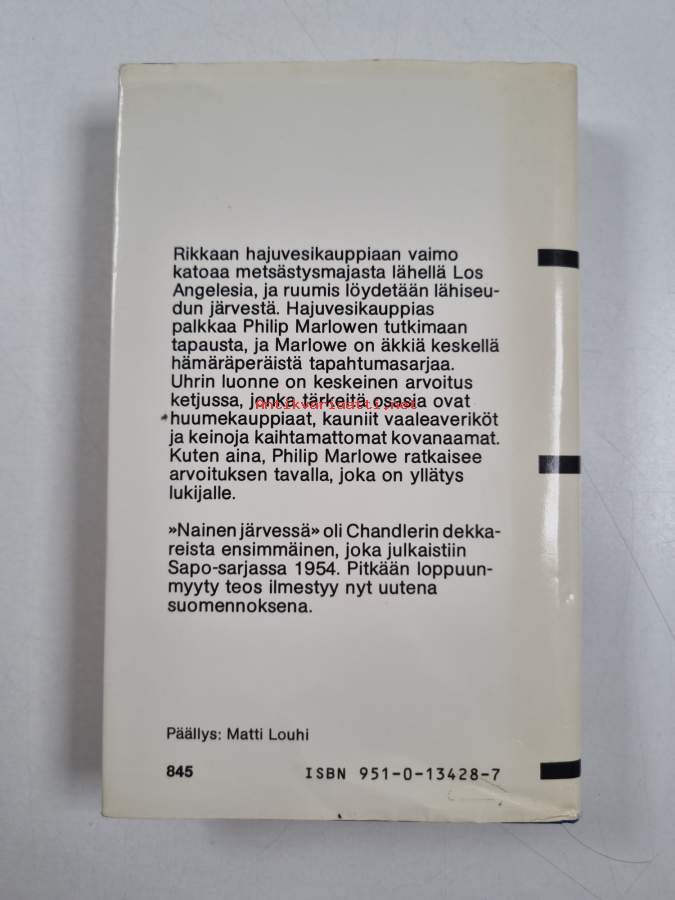 Rikkaan hajuvesikauppiaan vaimo
katoaa metsästysmajasta lähellä Los
Angelesia, ja ruumis löydetään lähiseu-
dun järvestä. Hajuvesikauppias
palkkaa Philip Marlowen tutkimaan
tapausta, ja Marlowe on äkkiä keskellä
hämäräperäistä tapahtumasarjaa.
Uhrin luonne on keskeinen arvoitus
ketjussa, jonka tärkeitä osasia ovat
Antikvariaatti.net
huumekauppiaat, kauniit vaaleaveriköt
ja keinoja kaihtamattomat kovanaamat.
Kuten aina, Philip Marlowe ratkaisee
arvoituksen tavalla, joka on yllätys
lukijalle.
»Nainen järvessä» oli Chandlerin dekka-
reista ensimmäinen, joka julkaistiin
Sapo-sarjassa 1954. Pitkään loppuun-
myyty teos ilmestyy nyt uutena
suomennoksena.
Päällys: Matti Louhi
845 ISBN 951-0-13428-7